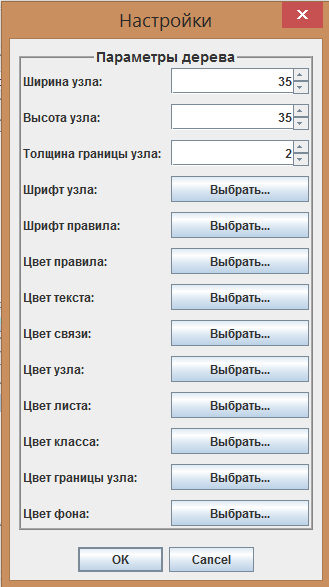 Настройки
Параметры дерева
Ширина узла: 35
Высота узла: 35
Толщина границы узла: 2
Шрифт узла: Выбрать...
Шрифт правила: Выбрать...
Цвет правила: Выбрать...
Цвет текста: Выбрать...
Цвет связи: Выбрать...
Цвет узла: Выбрать...
Цвет листа: Выбрать...
Цвет класса: Выбрать...
Цвет границы узла: Выбрать...
Цвет фона: Выбрать...
OK Cancel